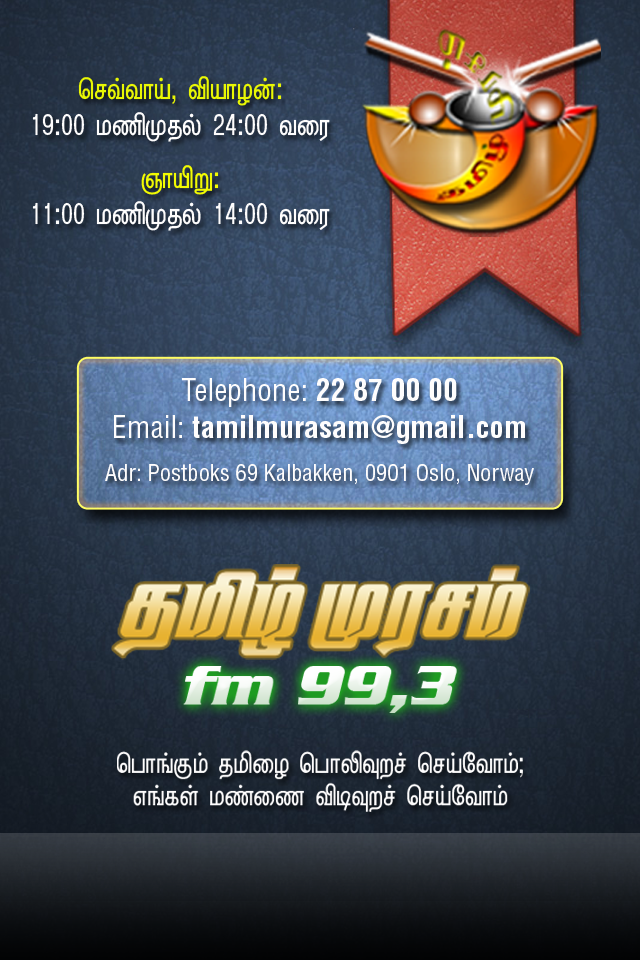 செவ்வாய், வியாழன்:
19:00 மணிமுதல் 24:00 வரை
ஞாயிறு:
11:00 மணிமுதல் 14:00 வரை
தமிழ்
முரசம்
Telephone: 22 87 00 00
Email: tamilmurasam@gmail.com
Adr: Postboks 69 Kalbakken, 0901 Oslo, Norway
தமிழ் முரசம்
fm 99,3
பொங்கும் தமிழை பொலிவுறச் செய்வோம்;
எங்கள் மண்ணை விடிவுறச் செய்வோம்